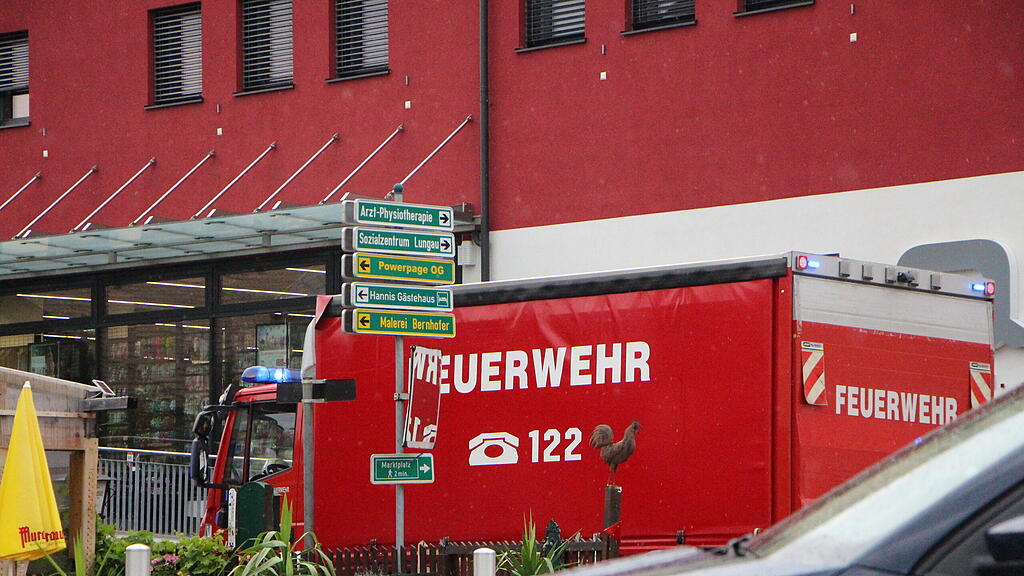 Arzt-Physiotherapie
Sozialzentrum Lungau
Powerpage OG
Hannis Gästehaus
Malerei Bernhofer
FEUERWEHR
122
FEUERWEHR
Marktplatz
2 min.